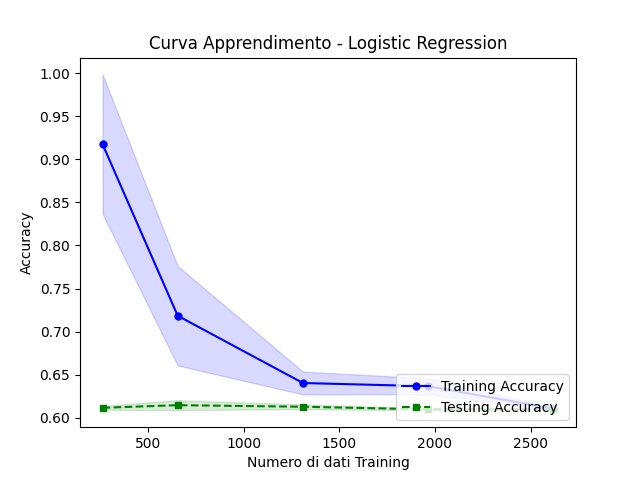 Curva Apprendimento - Logistic Regression
Accuracy
1.00
0.95
0.90
0.85
0.80
0.75
0.70
0.65
0.60
Training Accuracy
Testing Accuracy
500 1000 1500 2000 2500
Numero di dati Training